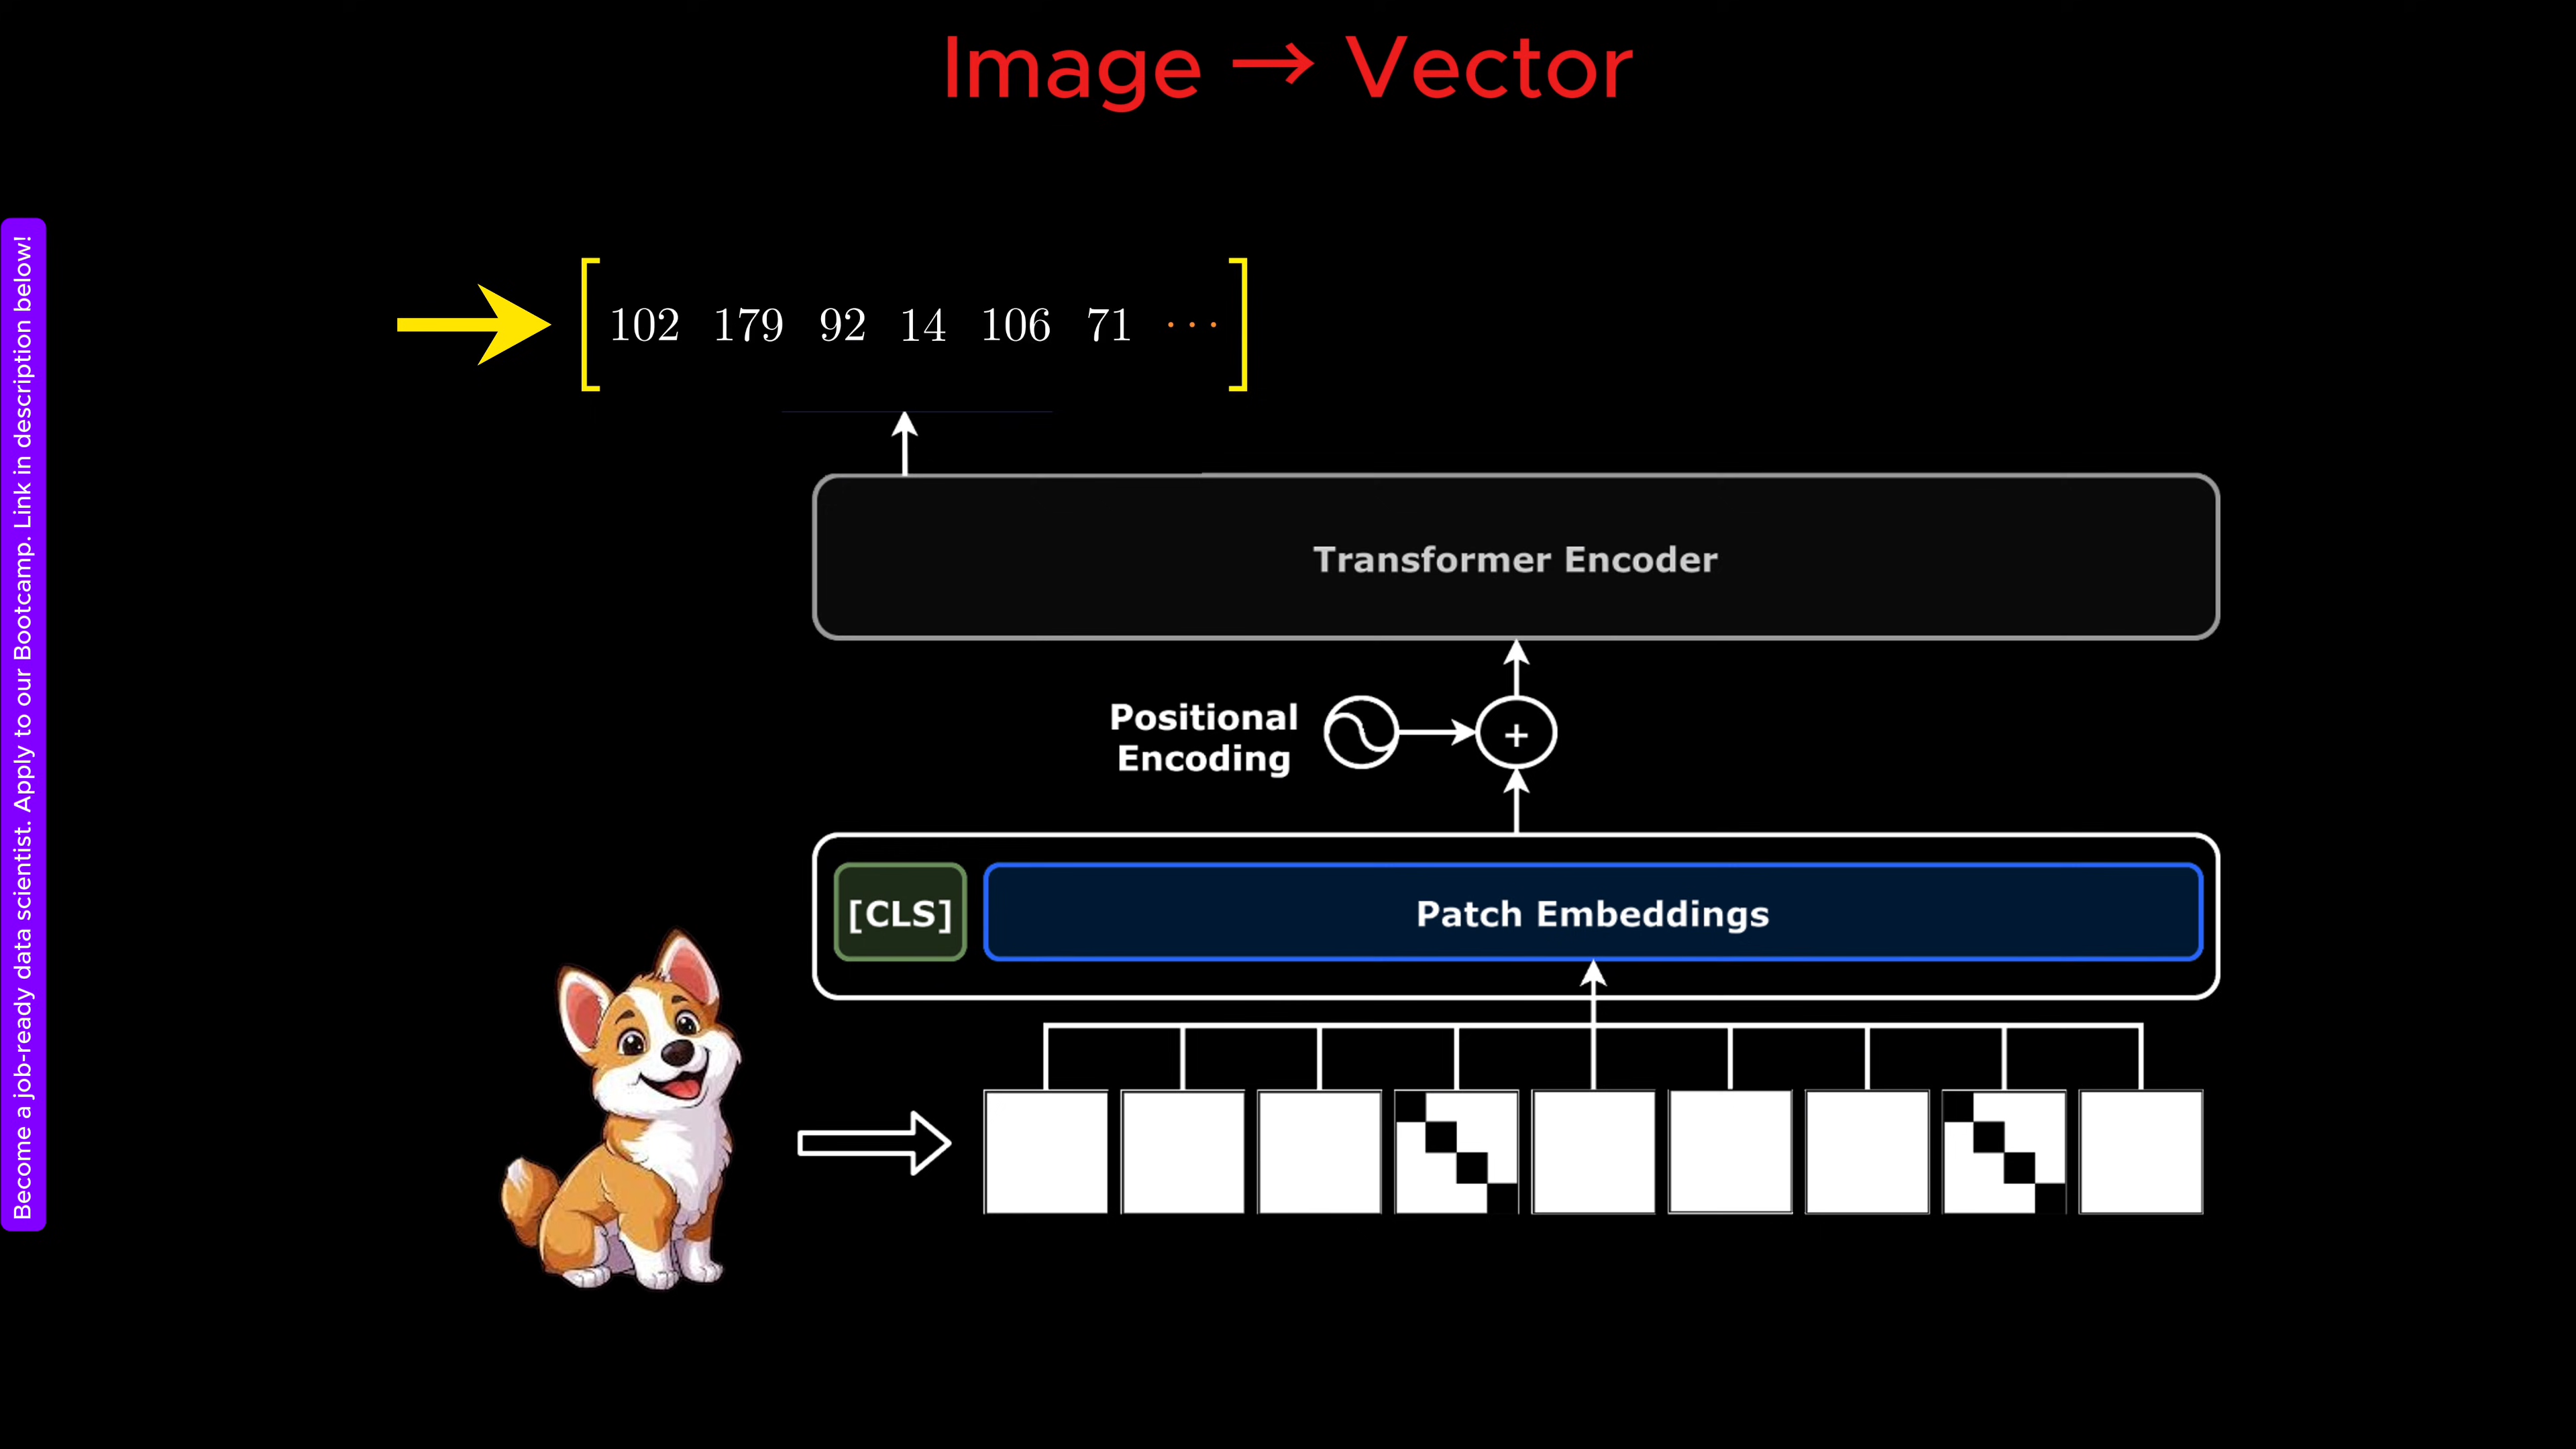 Image → Vector
102 179 92 14 106 71 ...
Transformer Encoder
Positional
Encoding
+
[CLS]
Patch Embeddings
Become a job-ready data scientist. Apply to our Bootcamp. Link in description below!